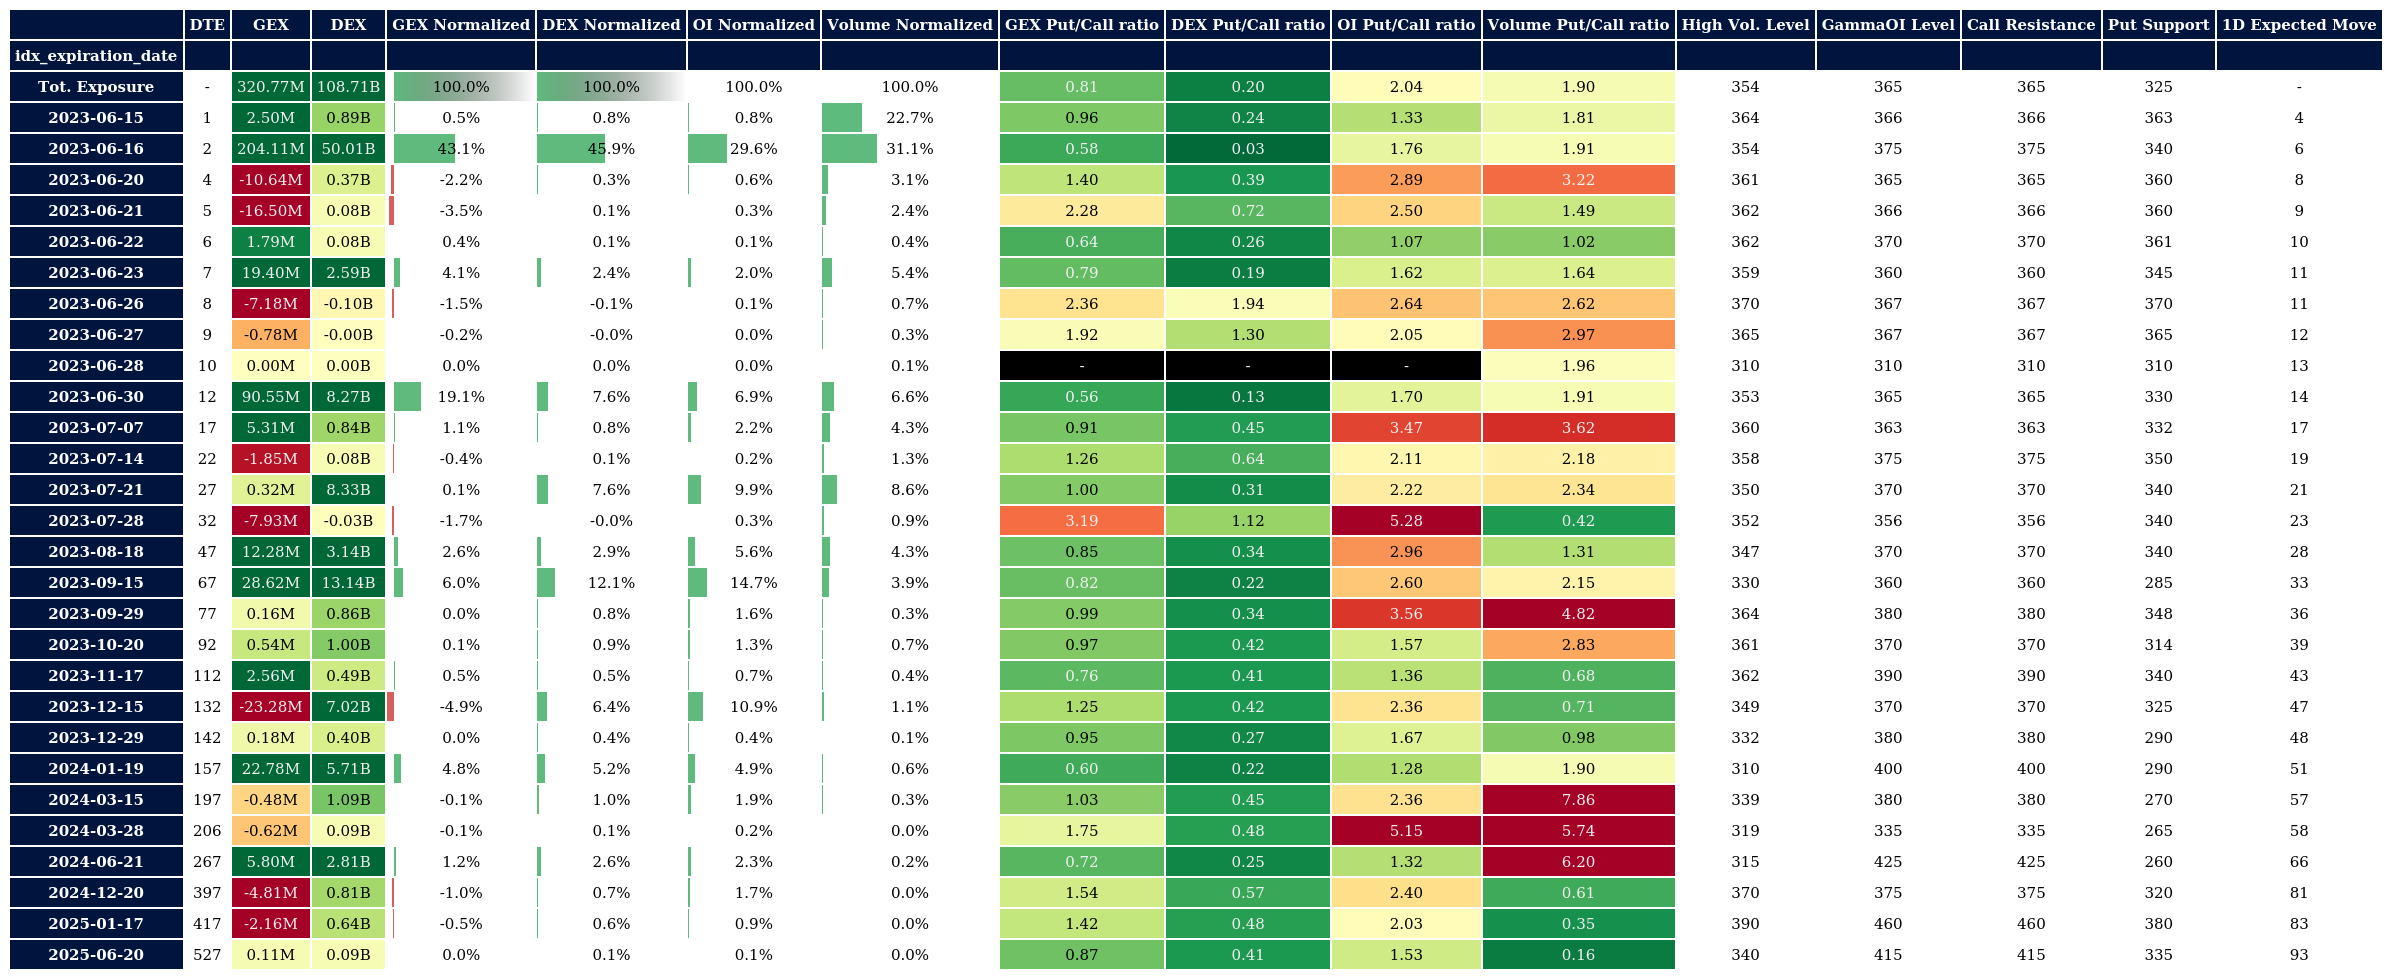 DTE GEX DEX GEX Normalized DEX Normalized OI Normalized Volume Normalized GEX Put/Call ratio DEX Put/Call ratio OI Put/Call ratio Volume Put/Call ratio High Vol. Level GammaOI Level Call Resistance Put Support 1D Expected Move
idx_expiration_date
Tot. Exposure - 320.77M 108.71B 100.0% 100.0% 100.0% 100.0% 0.81 0.20 2.04 1.90 354 365 365 325 -
2023-06-15 1 2.50M 0.89B 0.5% 0.8% 0.8% 22.7% 0.96 0.24 1.33 1.81 364 366 366 363 4
2023-06-16 2 204.11M 50.01B 43.1% 45.9% 29.6% 31.1% 0.58 0.03 1.76 1.91 354 375 375 340 6
2023-06-20 4 -10.64M 0.37B -2.2% 0.3% 0.6% 3.1% 1.40 0.39 2.89 3.22 361 365 365 360 8
2023-06-21 5 -16.50M 0.08B -3.5% 0.1% 0.3% 2.4% 2.28 0.72 2.50 1.49 362 366 366 360 9
2023-06-22 6 1.79M 0.08B 0.4% 0.1% 0.1% 0.4% 0.64 0.26 1.07 1.02 362 370 370 361 10
2023-06-23 7 19.40M 2.59B 4.1% 2.4% 2.0% 5.4% 0.79 0.19 1.62 1.64 359 360 360 345 11
2023-06-26 8 -7.18M -0.10B -1.5% -0.1% 0.1% 0.7% 2.36 1.94 2.64 2.62 370 367 367 370 11
2023-06-27 9 -0.78M -0.00B -0.2% -0.0% 0.0% 0.3% 1.92 1.30 2.05 2.97 365 367 367 365 12
2023-06-28 10 0.00M 0.00B 0.0% 0.0% 0.0% 0.1% - - - 1.96 310 310 310 310 13
2023-06-30 12 90.55M 8.27B 19.1% 7.6% 6.9% 6.6% 0.56 0.13 1.70 1.91 353 365 365 330 14
2023-07-07 17 5.31M 0.84B 1.1% 0.8% 2.2% 4.3% 0.91 0.45 3.47 3.62 360 363 363 332 17
2023-07-14 22 -1.85M 0.08B -0.4% 0.1% 0.2% 1.3% 1.26 0.64 2.11 2.18 358 375 375 350 19
2023-07-21 27 0.32M 8.33B 0.1% 7.6% 9.9% 8.6% 1.00 0.31 2.22 2.34 350 370 370 340 21
2023-07-28 32 -7.93M -0.03B -1.7% -0.0% 0.3% 0.9% 3.19 1.12 5.28 0.42 352 356 356 340 23
2023-08-18 47 12.28M 3.14B 2.6% 2.9% 5.6% 4.3% 0.85 0.34 2.96 1.31 347 370 370 340 28
2023-09-15 67 28.62M 13.14B 6.0% 12.1% 14.7% 3.9% 0.82 0.22 2.60 2.15 330 360 360 285 33
2023-09-29 77 0.16M 0.86B 0.0% 0.8% 1.6% 0.3% 0.99 0.34 3.56 4.82 364 380 380 348 36
2023-10-20 92 0.54M 1.00B 0.1% 0.9% 1.3% 0.7% 0.97 0.42 1.57 2.83 361 370 370 314 39
2023-11-17 112 2.56M 0.49B 0.5% 0.5% 0.7% 0.4% 0.76 0.41 1.36 0.68 362 390 390 340 43
2023-12-15 132 -23.28M 7.02B -4.9% 6.4% 10.9% 1.1% 1.25 0.42 2.36 0.71 349 370 370 325 47
2023-12-29 142 0.18M 0.40B 0.0% 0.4% 0.4% 0.1% 0.95 0.27 1.67 0.98 332 380 380 290 48
2024-01-19 157 22.78M 5.71B 4.8% 5.2% 4.9% 0.6% 0.60 0.22 1.28 1.90 310 400 400 290 51
2024-03-15 197 -0.48M 1.09B -0.1% 1.0% 1.9% 0.3% 1.03 0.45 2.36 7.86 339 380 380 270 57
2024-03-28 206 -0.62M 0.09B -0.1% 0.1% 0.2% 0.0% 1.75 0.48 5.15 5.74 319 335 335 265 58
2024-06-21 267 5.80M 2.81B 1.2% 2.6% 2.3% 0.2% 0.72 0.25 1.32 6.20 315 425 425 260 66
2024-12-20 397 -4.81M 0.81B -1.0% 0.7% 1.7% 0.0% 1.54 0.57 2.40 0.61 370 375 375 320 81
2025-01-17 417 -2.16M 0.64B -0.5% 0.6% 0.9% 0.0% 1.42 0.48 2.03 0.35 390 460 460 380 83
2025-06-20 527 0.11M 0.09B 0.0% 0.1% 0.1% 0.0% 0.87 0.41 1.53 0.16 340 415 415 335 93